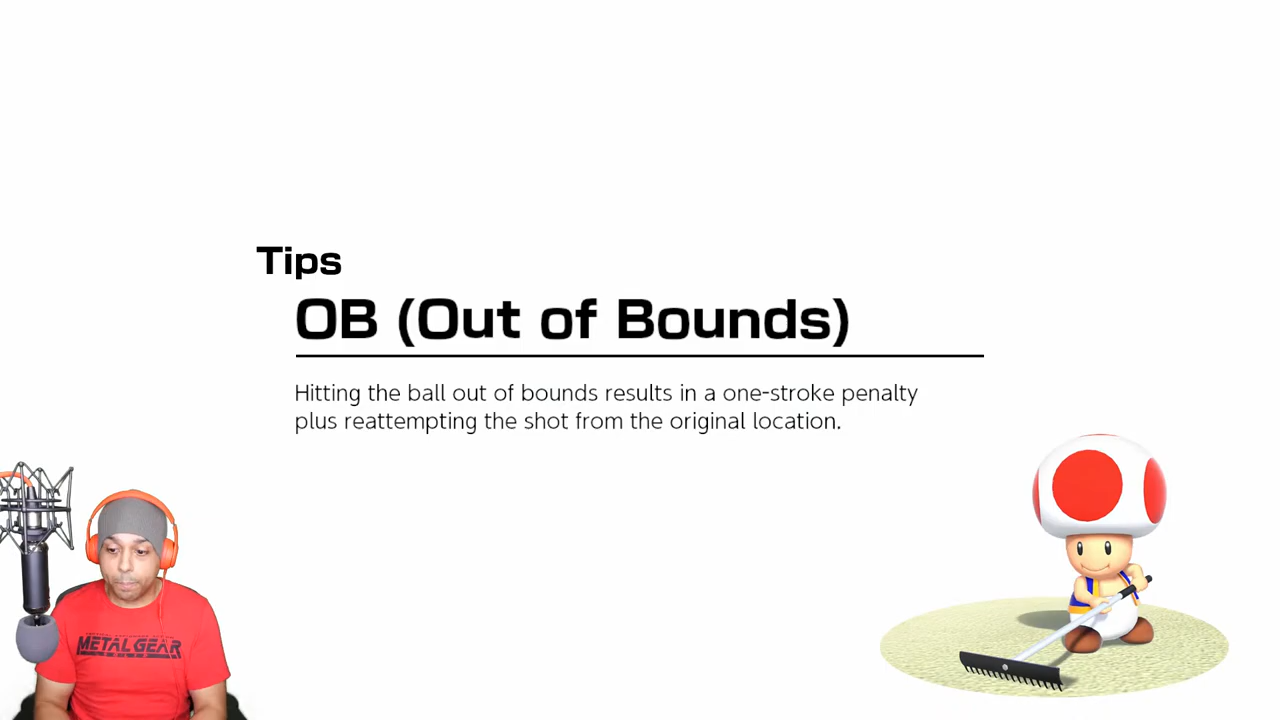 Tips
OB (Out of Bounds)
Hitting the ball out of bounds results in a one-stroke penalty
plus reattempting the shot from the original location.
METAL GEAR